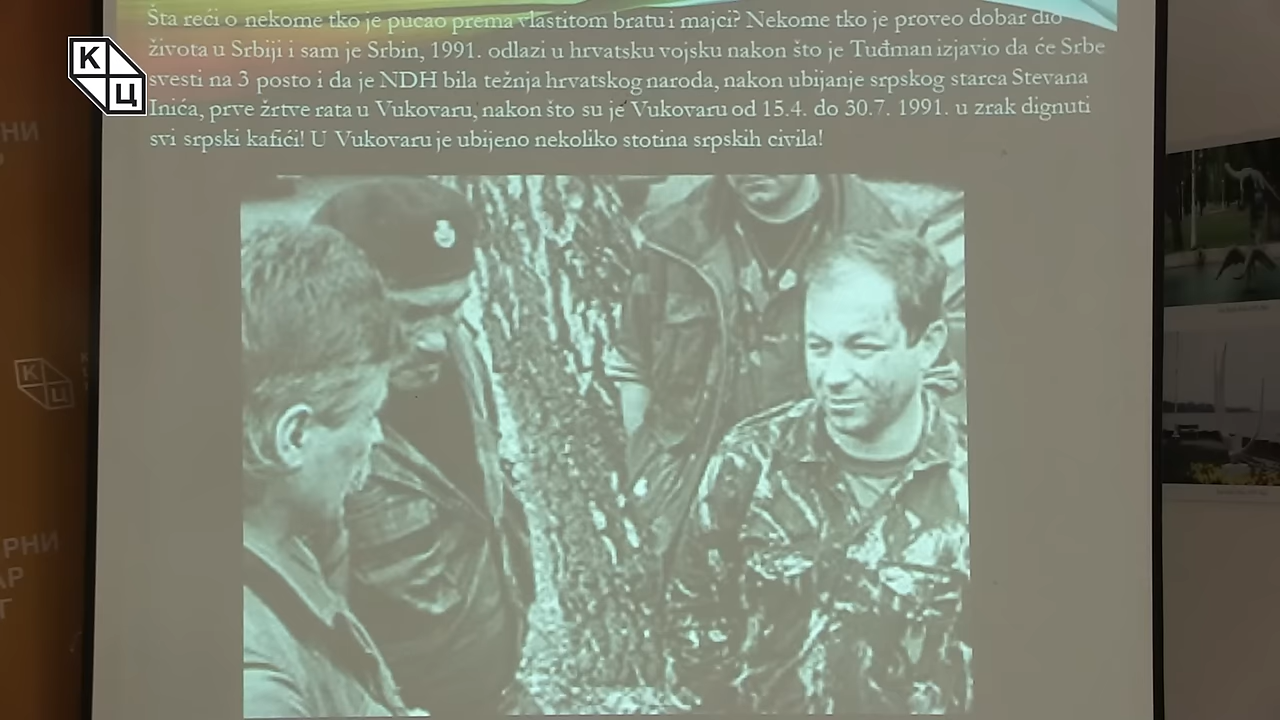 Šta reći o nekome tko je pucao prema vlastitom bratu i majci? Nekome tko je proveo dobar dio
života u Srbiji i sam je Srbin, 1991. odlazi u hrvatsku vojsku nakon što je Tuđman izjavio da će Srbe
svesti na 3 posto i da je NDH bila težnja hrvatskog naroda, nakon ubijanje srpskog starca Stevana
Inića, prve žrtve rata u Vukovaru, nakon što su je Vukovaru od 15.4. do 30.7. 1991. u zrak dignuti
svi srpski kafići! U Vukovaru je ubijeno nekoliko stotina srpskih civila!
К
Ц
К
Ц